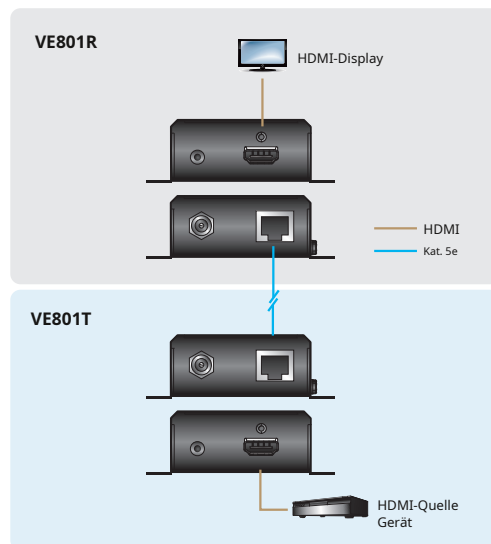 VE801R
HDMI-Display
HDMI
Kat. 5e
VE801T
HDMI-Quelle
Gerät